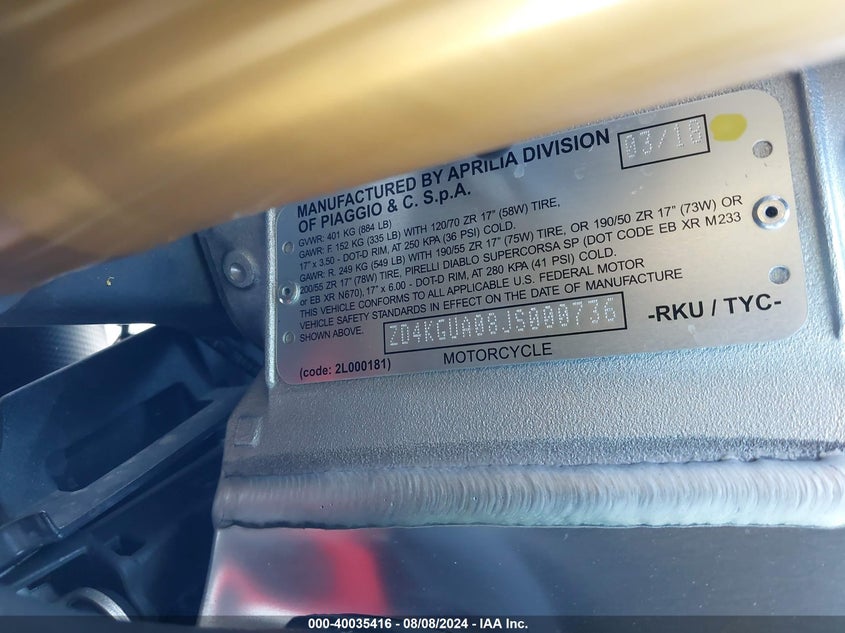 MANUFACTURED BY APRILIA DIVISION 03/18
OF PIAGGIO & C. S.p.A.
GVWR: 401 KG (884 LB)
GAWR: F. 152 KG (335 LB) WITH 120/70 ZR 17" (58W) TIRE,
17" x 3.50 - DOT-D RIM, AT 250 KPA (36 PSI) COLD.
GAWR: R. 249 KG (549 LB) WITH 190/55 ZR 17" (75W) TIRE, OR 190/50 ZR 17" (73W) OR
200/55 ZR 17" (78W) TIRE, PIRELLI DIABLO SUPERCORSA SP (DOT CODE EB XR M233
or EB XR N670), 17" x 6.00 - DOT-D RIM, AT 280 KPA (41 PSI) COLD.
THIS VEHICLE CONFORMS TO ALL APPLICABLE U.S. FEDERAL MOTOR
VEHICLE SAFETY STANDARDS IN EFFECT ON THE DATE OF MANUFACTURE
SHOWN ABOVE. ZD4KGUA08JS000736 -RKU / TYC-
(code: 2L000181) MOTORCYCLE
000-40035416 - 08/08/2024 - IAA Inc.